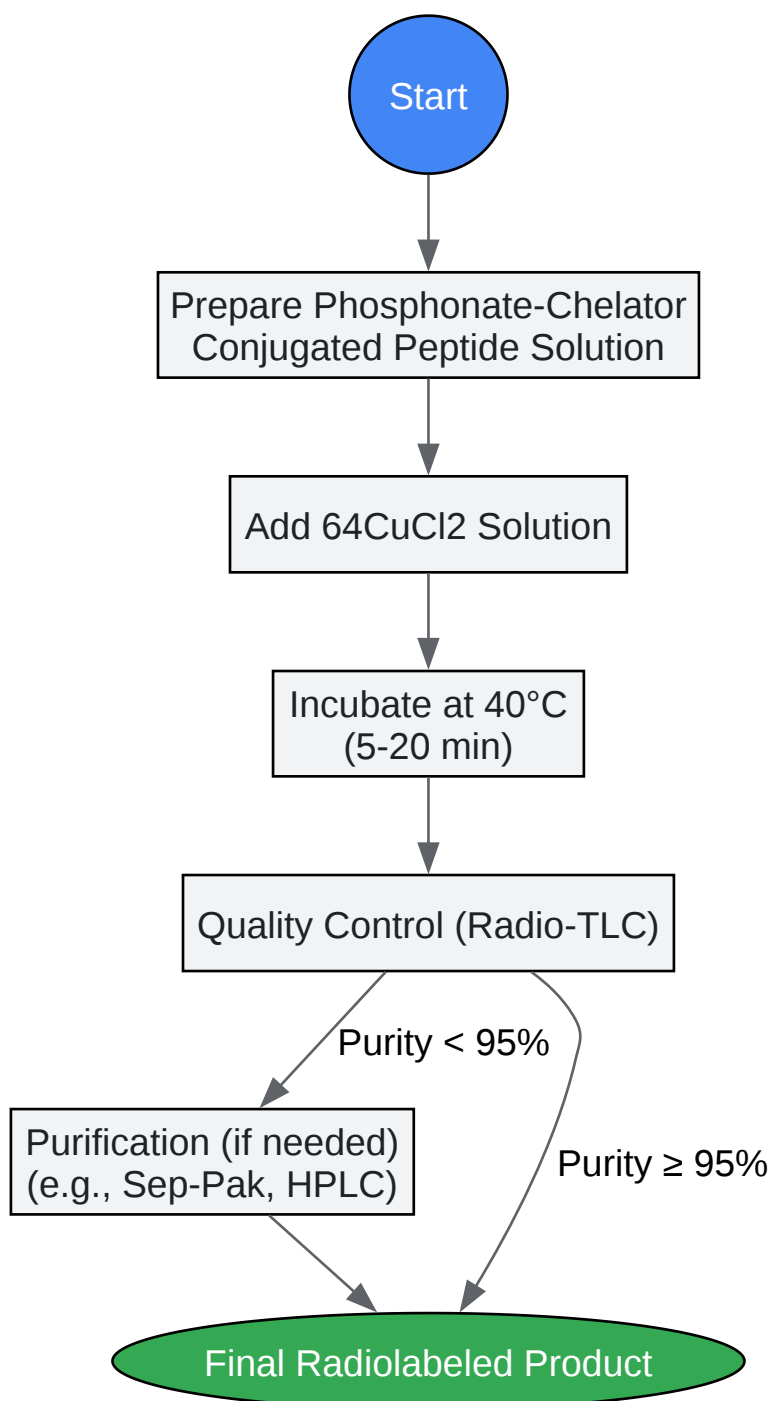 Start
Prepare Phosphonate-Chelator
Conjugated Peptide Solution
Add 64CuCl2 Solution
Incubate at 40°C
(5-20 min)
Quality Control (Radio-TLC)
Purity < 95%
Purification (if needed)
(e.g., Sep-Pak, HPLC)
Purity ≥ 95%
Final Radiolabeled Product